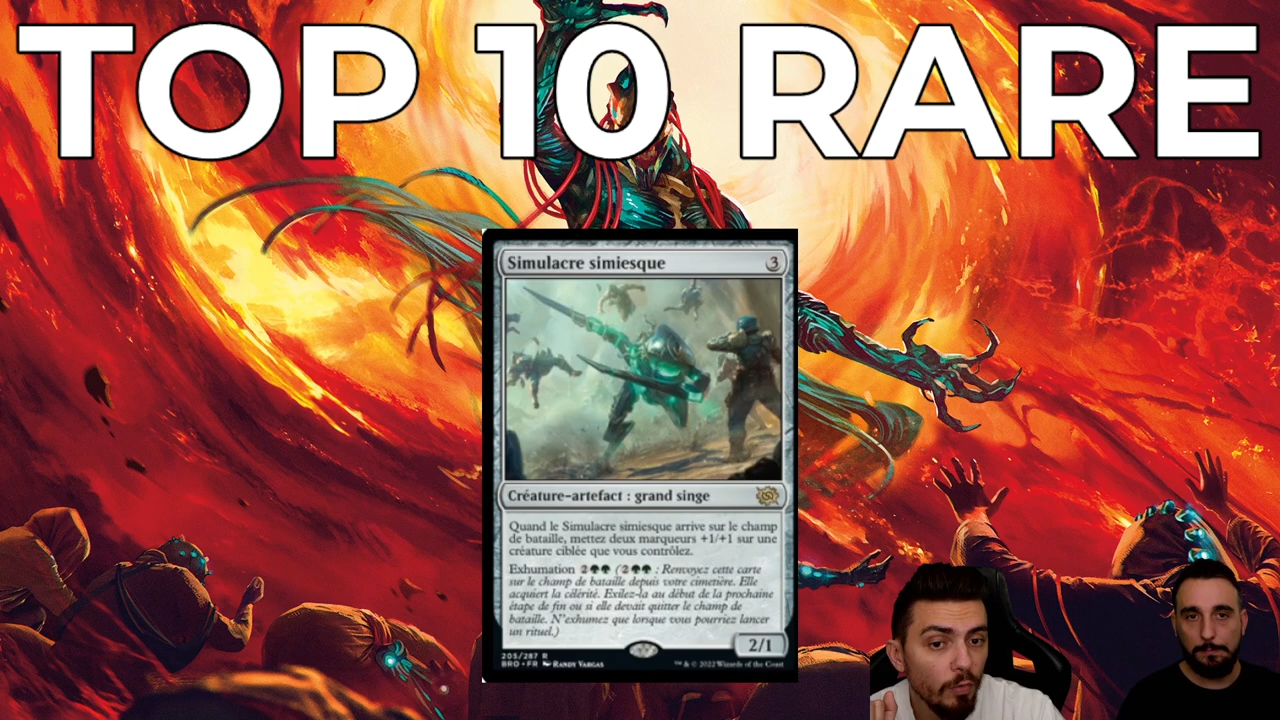 TOP 10 RARE
Simulacre simiesque 3
Créature-artefact : grand singe
Quand le Simulacre simiesque arrive sur le champ
de bataille, mettez deux marqueurs +1/+1 sur une
créature ciblée que vous contrôlez.
Exhumation 2 (2 : Renvoyez cette carte
sur le champ de bataille depuis votre cimetière. Elle
acquiert la célérité. Exilez-la au début de la prochaine
étape de fin ou si elle devait quitter le champ de
bataille. N'exhumez que lorsque vous pourriez lancer
un rituel.)
2/1
205/287 R
BRO • FR RANDY VARGAS ™ & © 2022 Wizards of the Coast